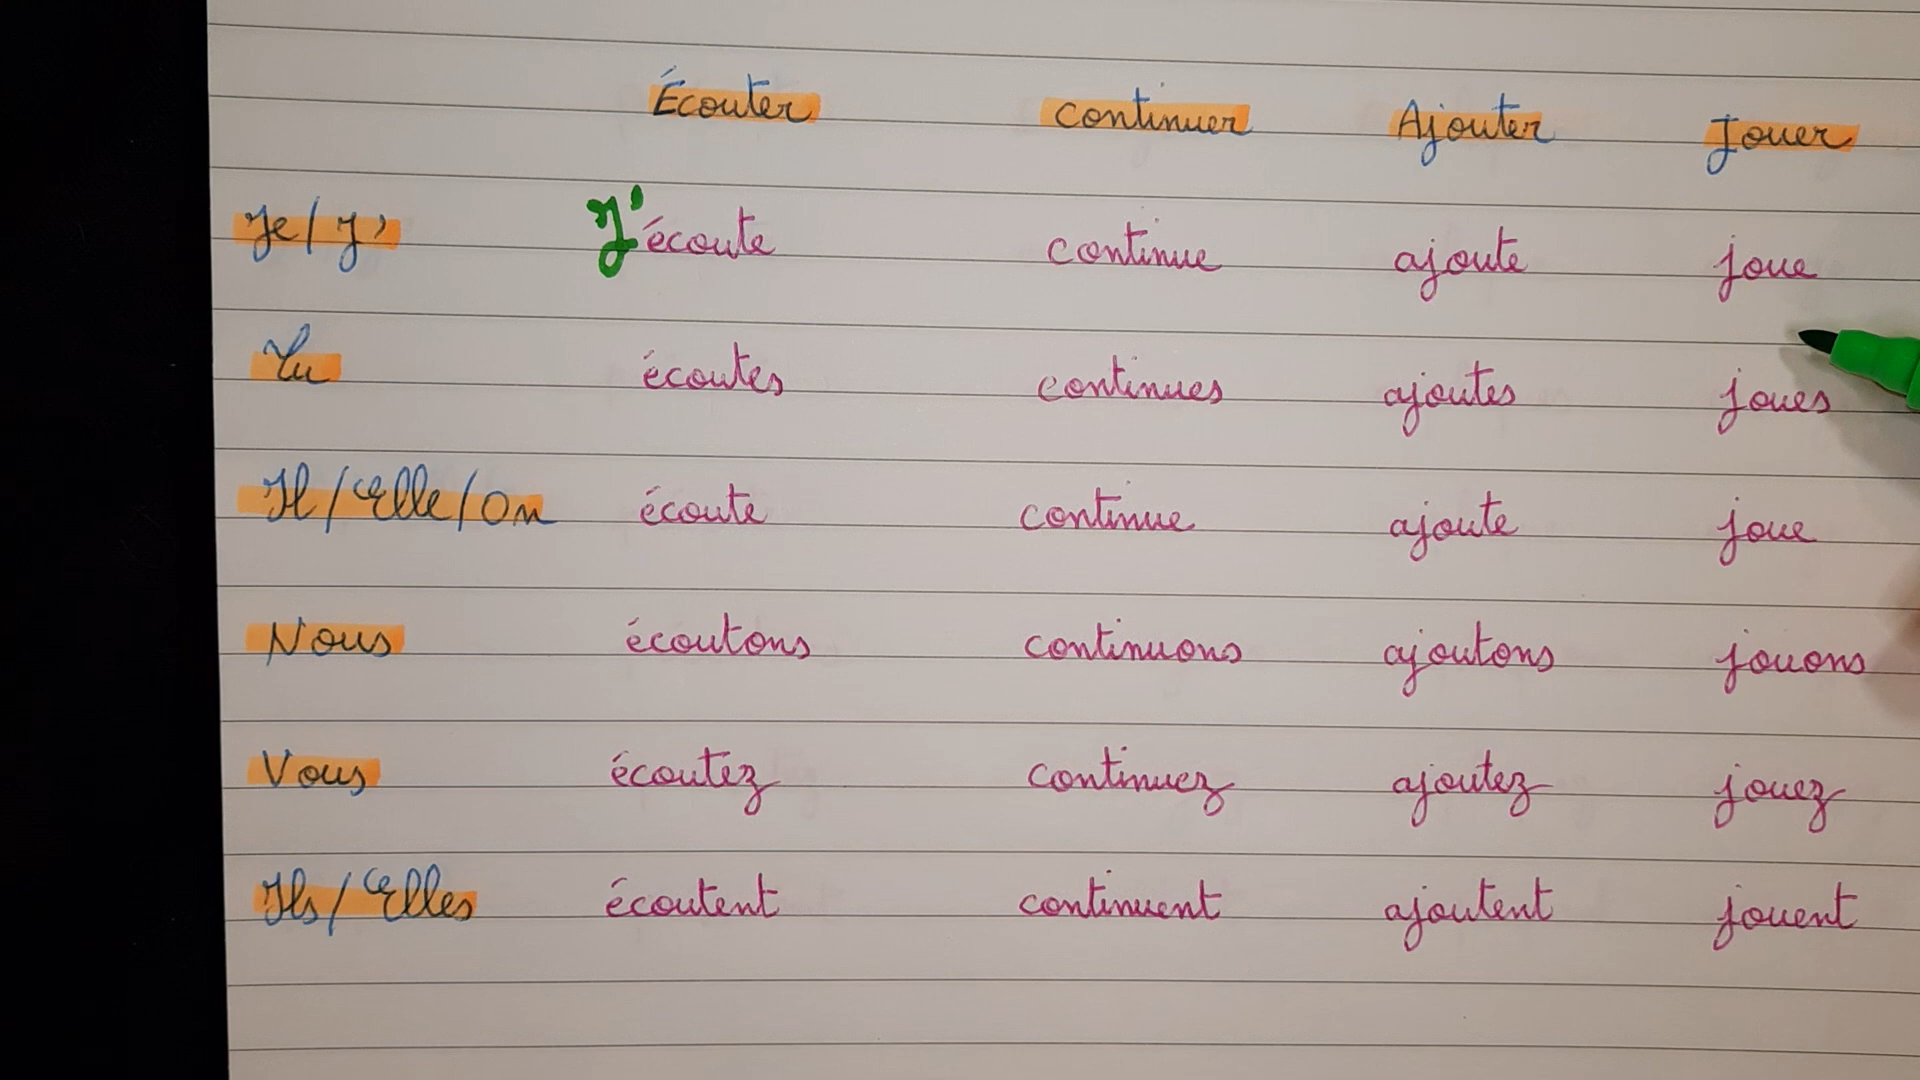 Écouter continuer Ajouter Jouer
Je/J' J'écoute continue ajoute joue
Tu écoutes continues ajoutes joues
Il/Elle/On écoute continue ajoute joue
Nous écoutons continuons ajoutons jouons
Vous écoutez continuez ajoutez jouez
Ils/Elles écoutent continuent ajoutent jouent